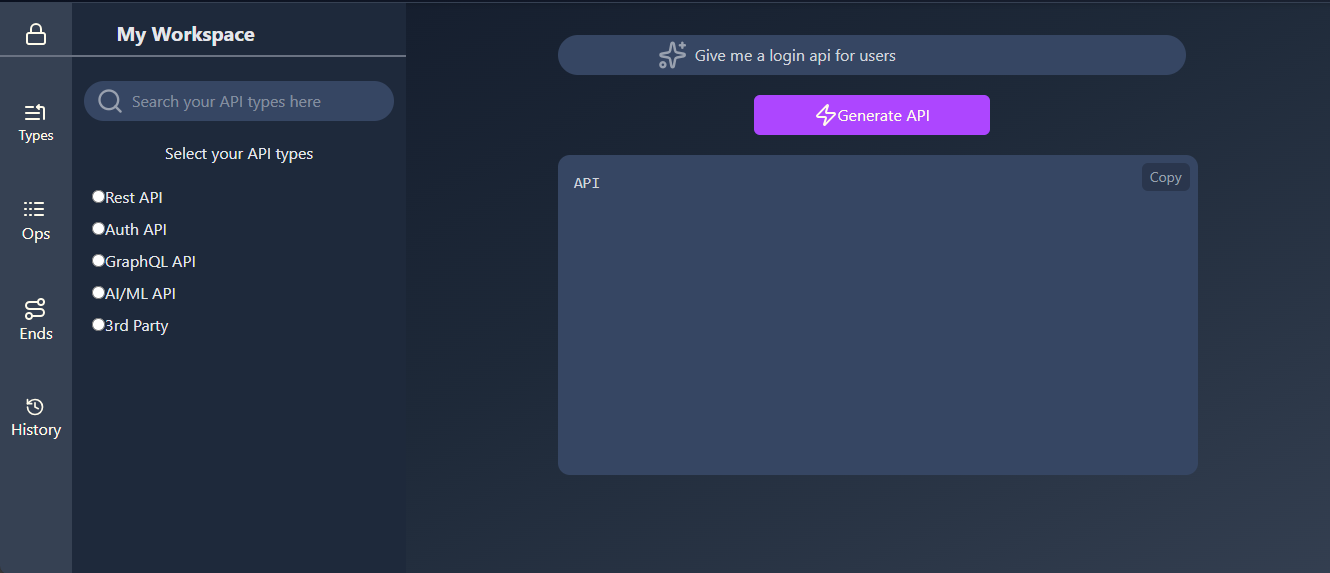 My Workspace
Types
Ops
Ends
History
Search your API types here
Select your API types
Rest API
Auth API
GraphQL API
AI/ML API
3rd Party
Give me a login api for users
Generate API
API
Copy